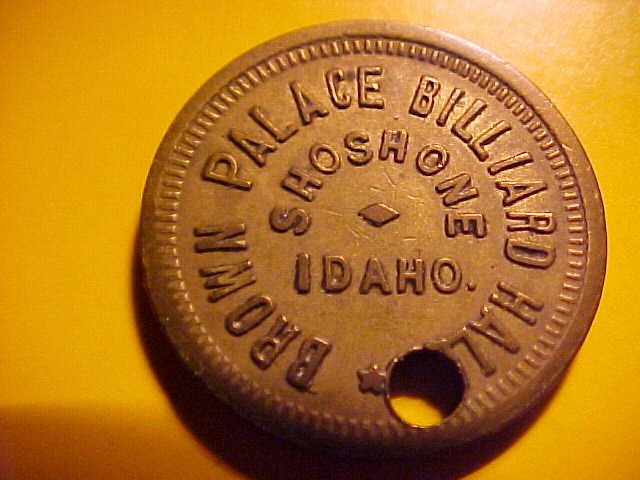 BROWN PALACE BILLIARD HALL
SHOSHONE
IDAHO.